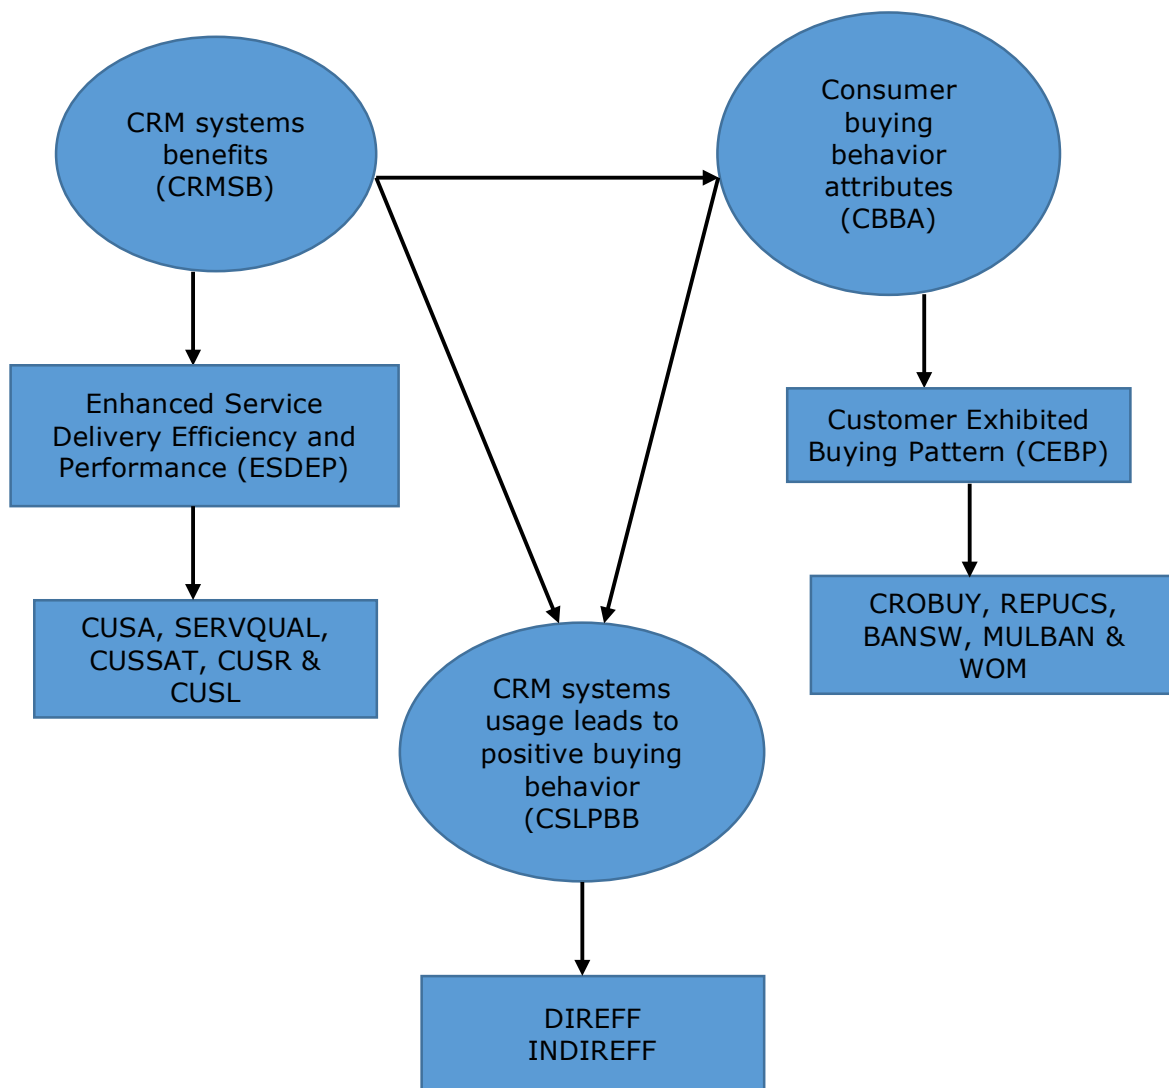 CRM systems
benefits
(CRMSB)
Consumer
buying
behavior
attributes
(CBBA)
Enhanced Service
Delivery Efficiency and
Performance (ESDEP)
Customer Exhibited
Buying Pattern (CEBP)
CUSA, SERVQUAL,
CUSSAT, CUSR &
CUSL
CROBUY, REPUCS,
BANSW, MULBAN &
WOM
CRM systems
usage leads to
positive buying
behavior
(CSLPBB
DIREFF
INDIREFF